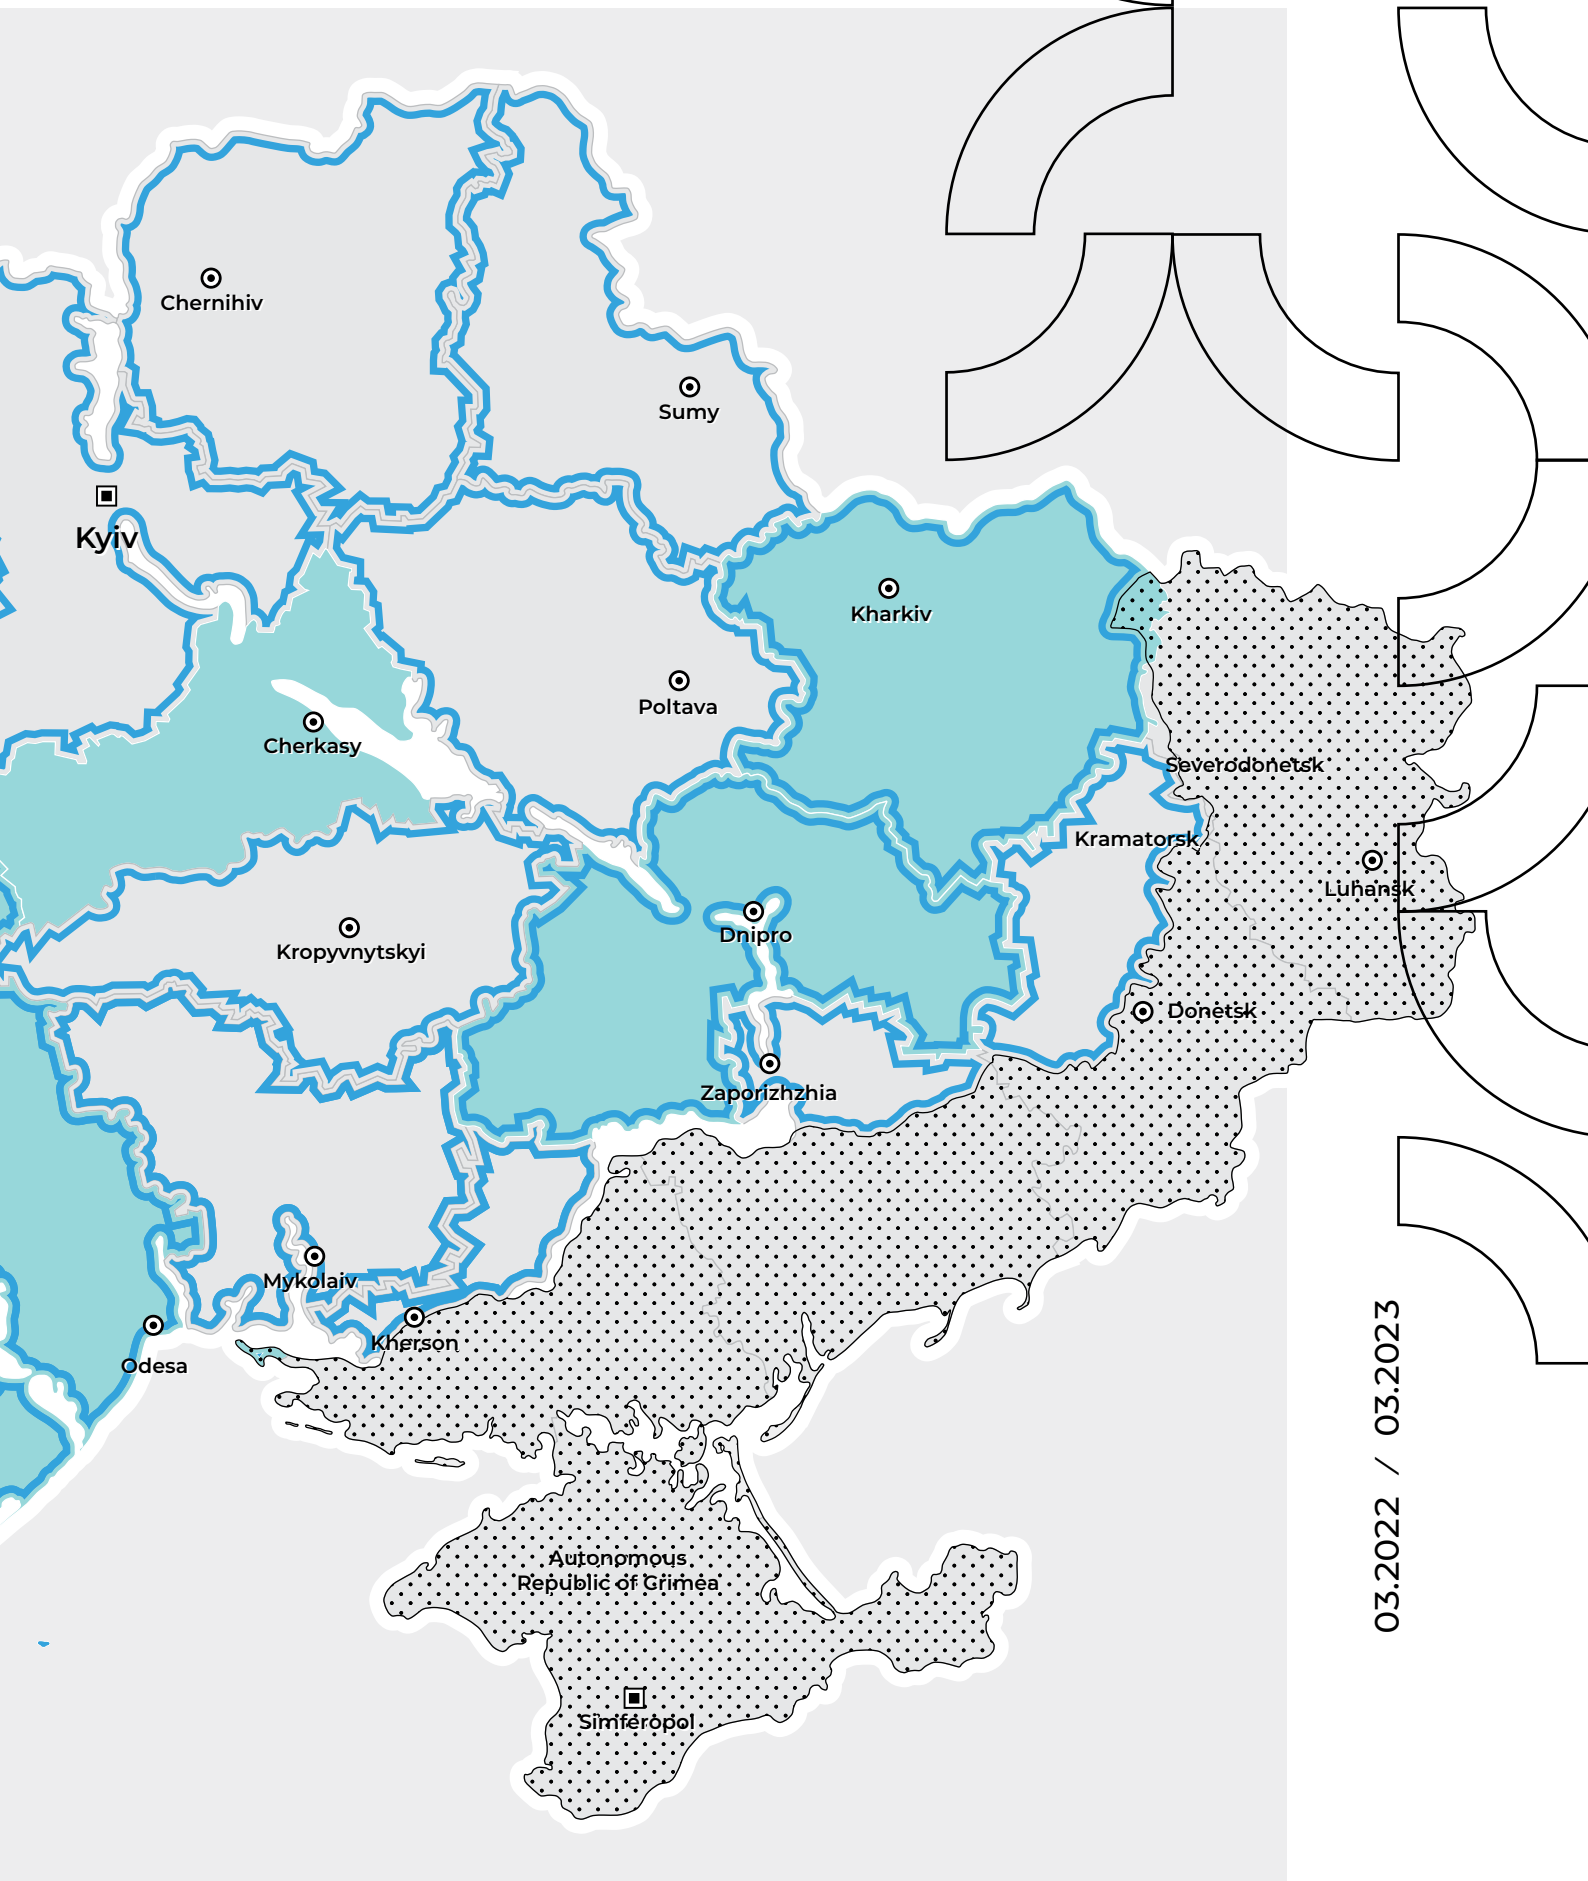 Chernihiv
Sumy
Kyiv
Kharkiv
Poltava
Cherkasy
Severodonetsk
Kramatorsk
Luhansk
Dnipro
Kropyvnytskyi
Donetsk
Zaporizhzhia
Mykolaiv
Kherson
Odesa
Autonomous
Republic of Crimea
Simferopol
03.2022 / 03.2023